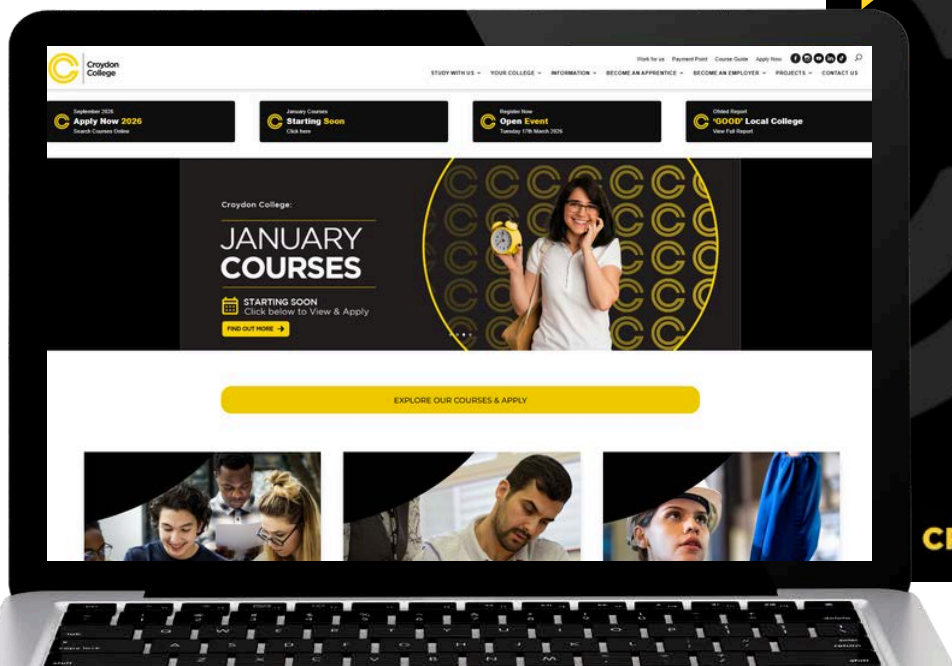 Croydon
College
Work for us Payment Point Course Guide Apply Now
STUDY WITH US YOUR COLLEGE INFORMATION BECOME AN APPRENTICE BECOME AN EMPLOYER PROJECTS CONTACT US
September 2026
Apply Now 2026
Search Courses Online
January Courses
Starting Soon
Click here
Register Now
Open Event
Tuesday 17th March 2026
Ofsted Report
'GOOD' Local College
View Full Report
Croydon College:
JANUARY
COURSES
STARTING SOON
Click below to View & Apply
FIND OUT MORE
EXPLORE OUR COURSES & APPLY